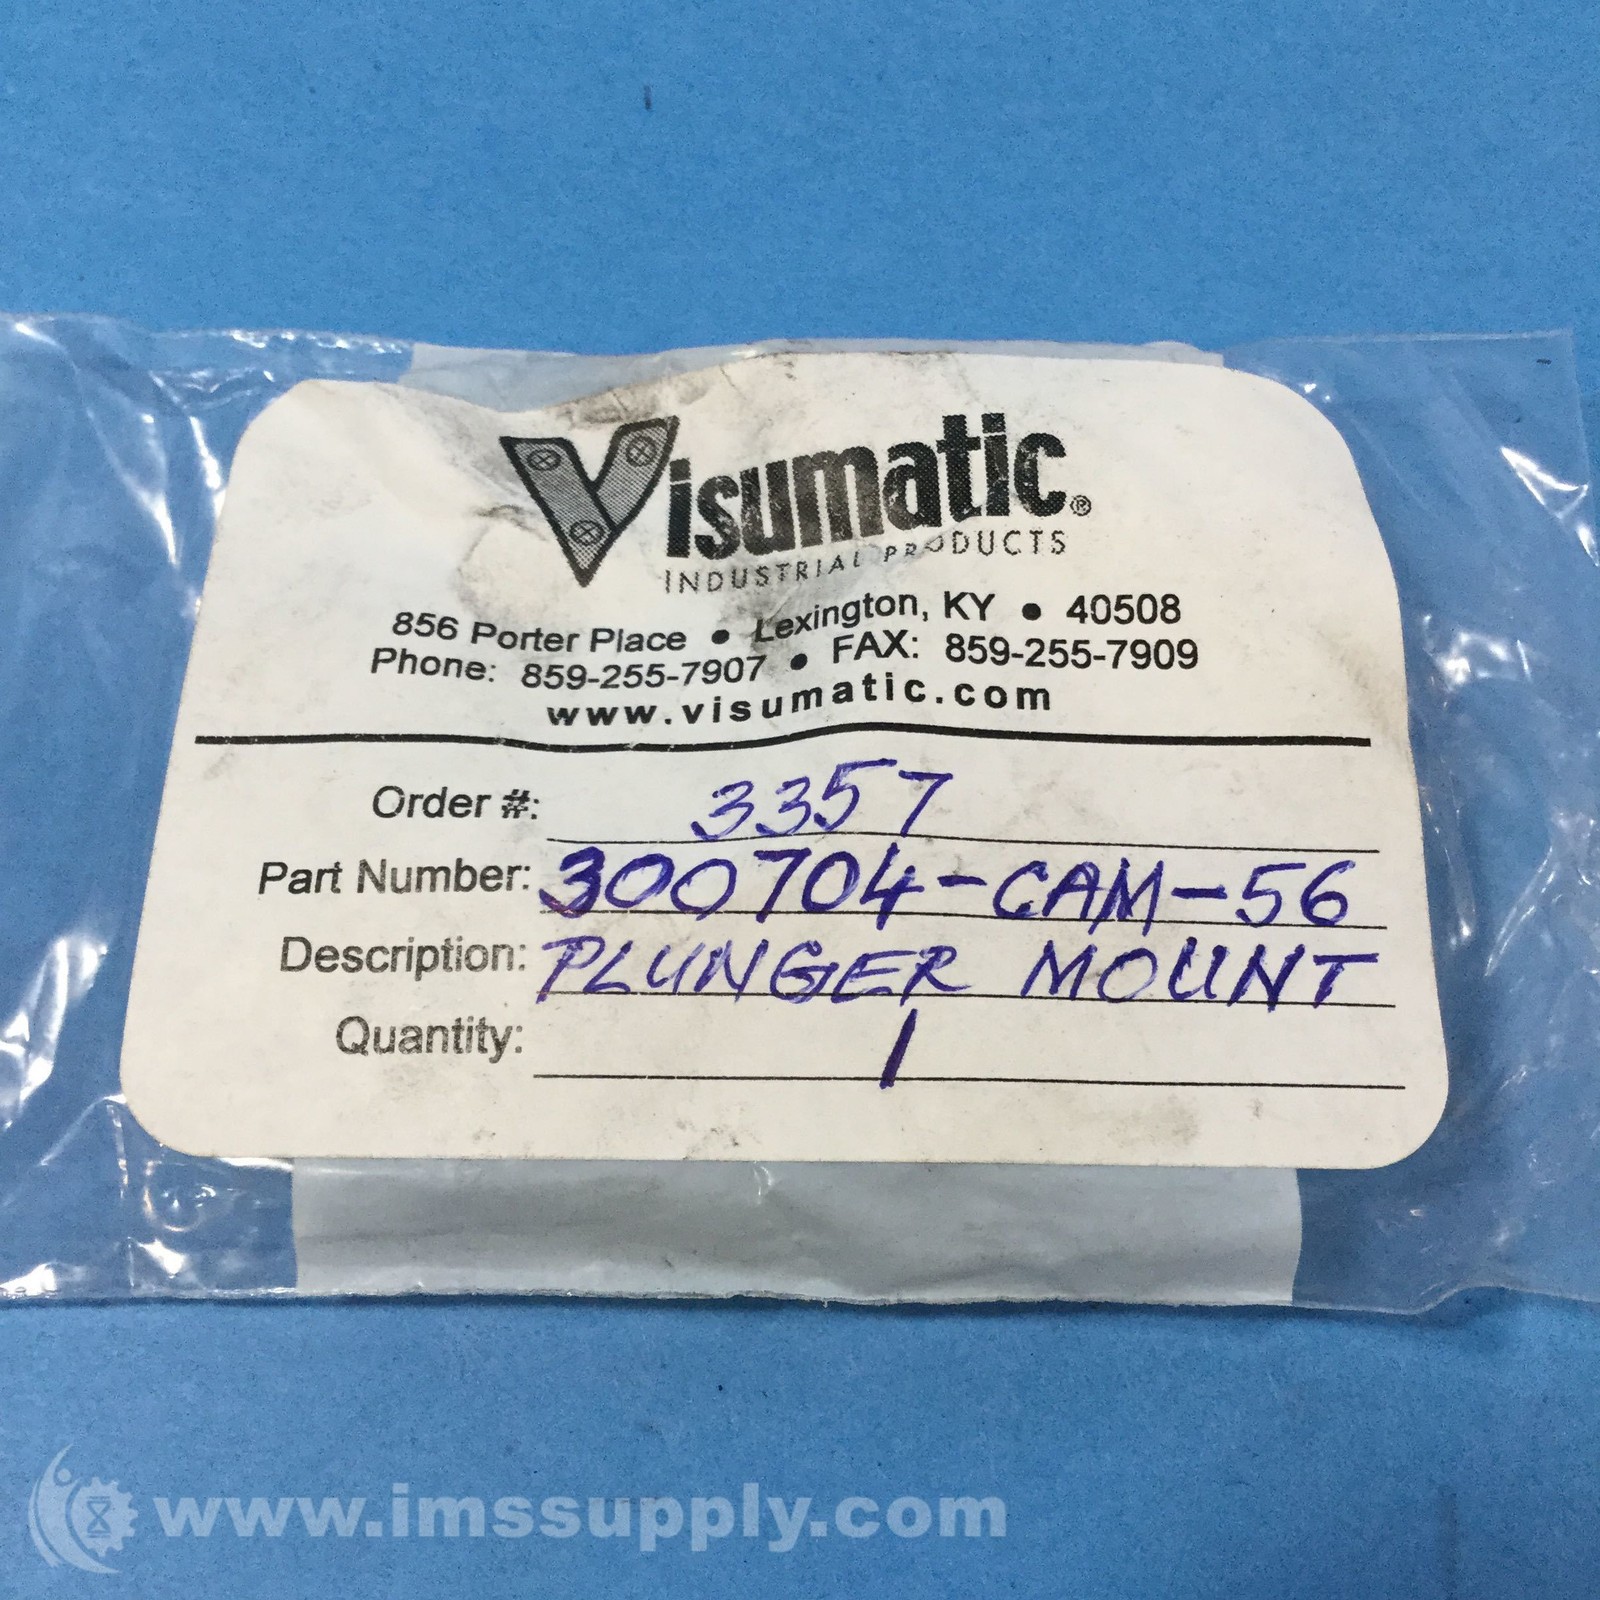 Visumatic®
INDUSTRIAL PRODUCTS
856 Porter Place • Lexington, KY • 40508
Phone: 859-255-7907 • FAX: 859-255-7909
www.visumatic.com
Order #: 3357
Part Number: 300704-CAM-56
Description: PLUNGER MOUNT
Quantity: 1
www.imssupply.com